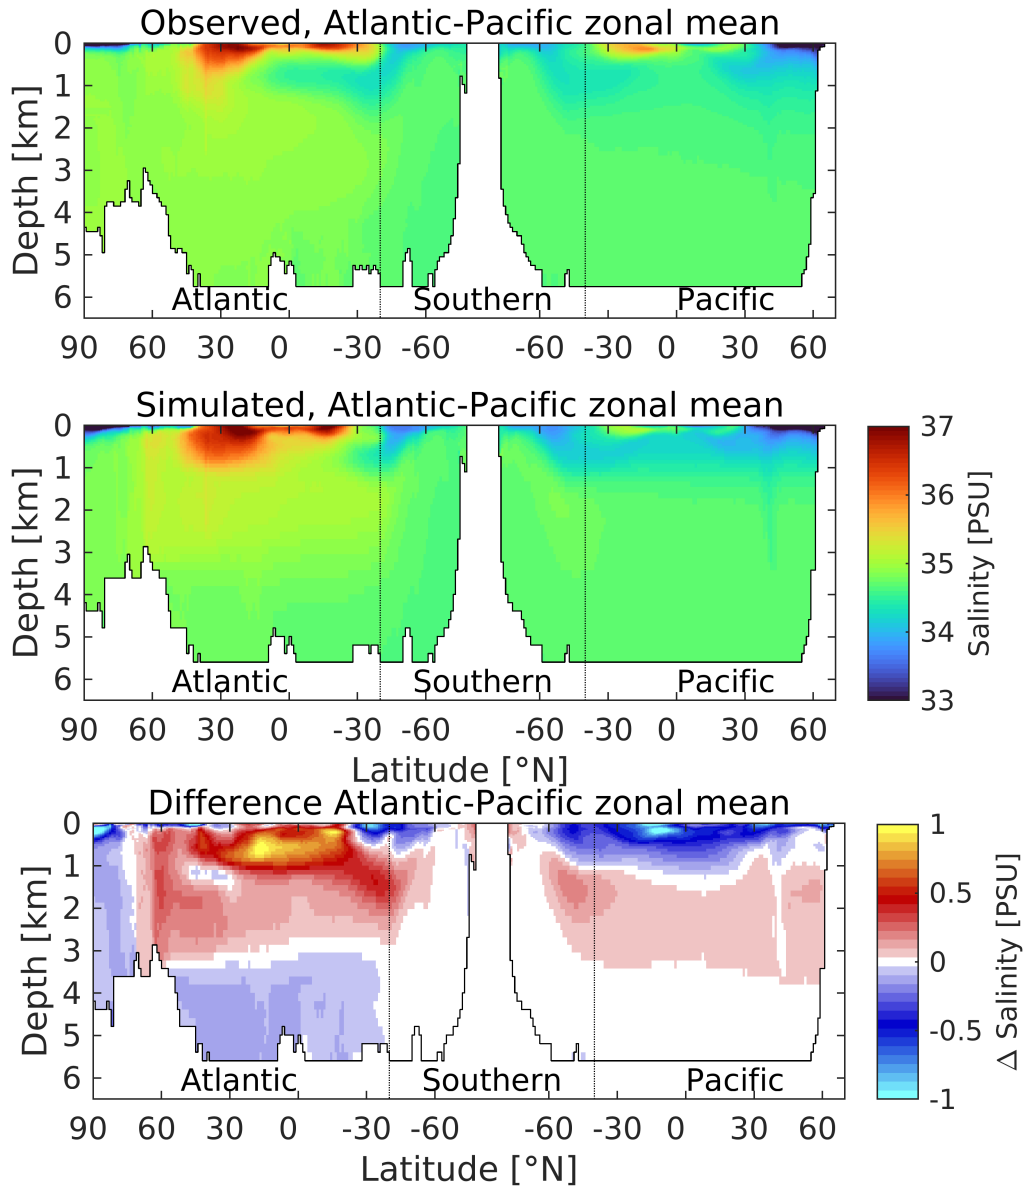 Observed, Atlantic-Pacific zonal mean
0
1
2
3
4
5
6
Depth [km]
Atlantic
Southern
Pacific
90 60 30 0 -30 -60 -60 -30 0 30 60
Simulated, Atlantic-Pacific zonal mean
0
1
2
3
4
5
6
Depth [km]
Atlantic
Southern
Pacific
90 60 30 0 -30 -60 -60 -30 0 30 60
Latitude [°N]
37
36
35
34
33
Salinity [PSU]
Difference Atlantic-Pacific zonal mean
0
1
2
3
4
5
6
Depth [km]
Atlantic
Southern
Pacific
90 60 30 0 -30 -60 -60 -30 0 30 60
Latitude [°N]
1
0.5
0
-0.5
-1
Δ Salinity [PSU]